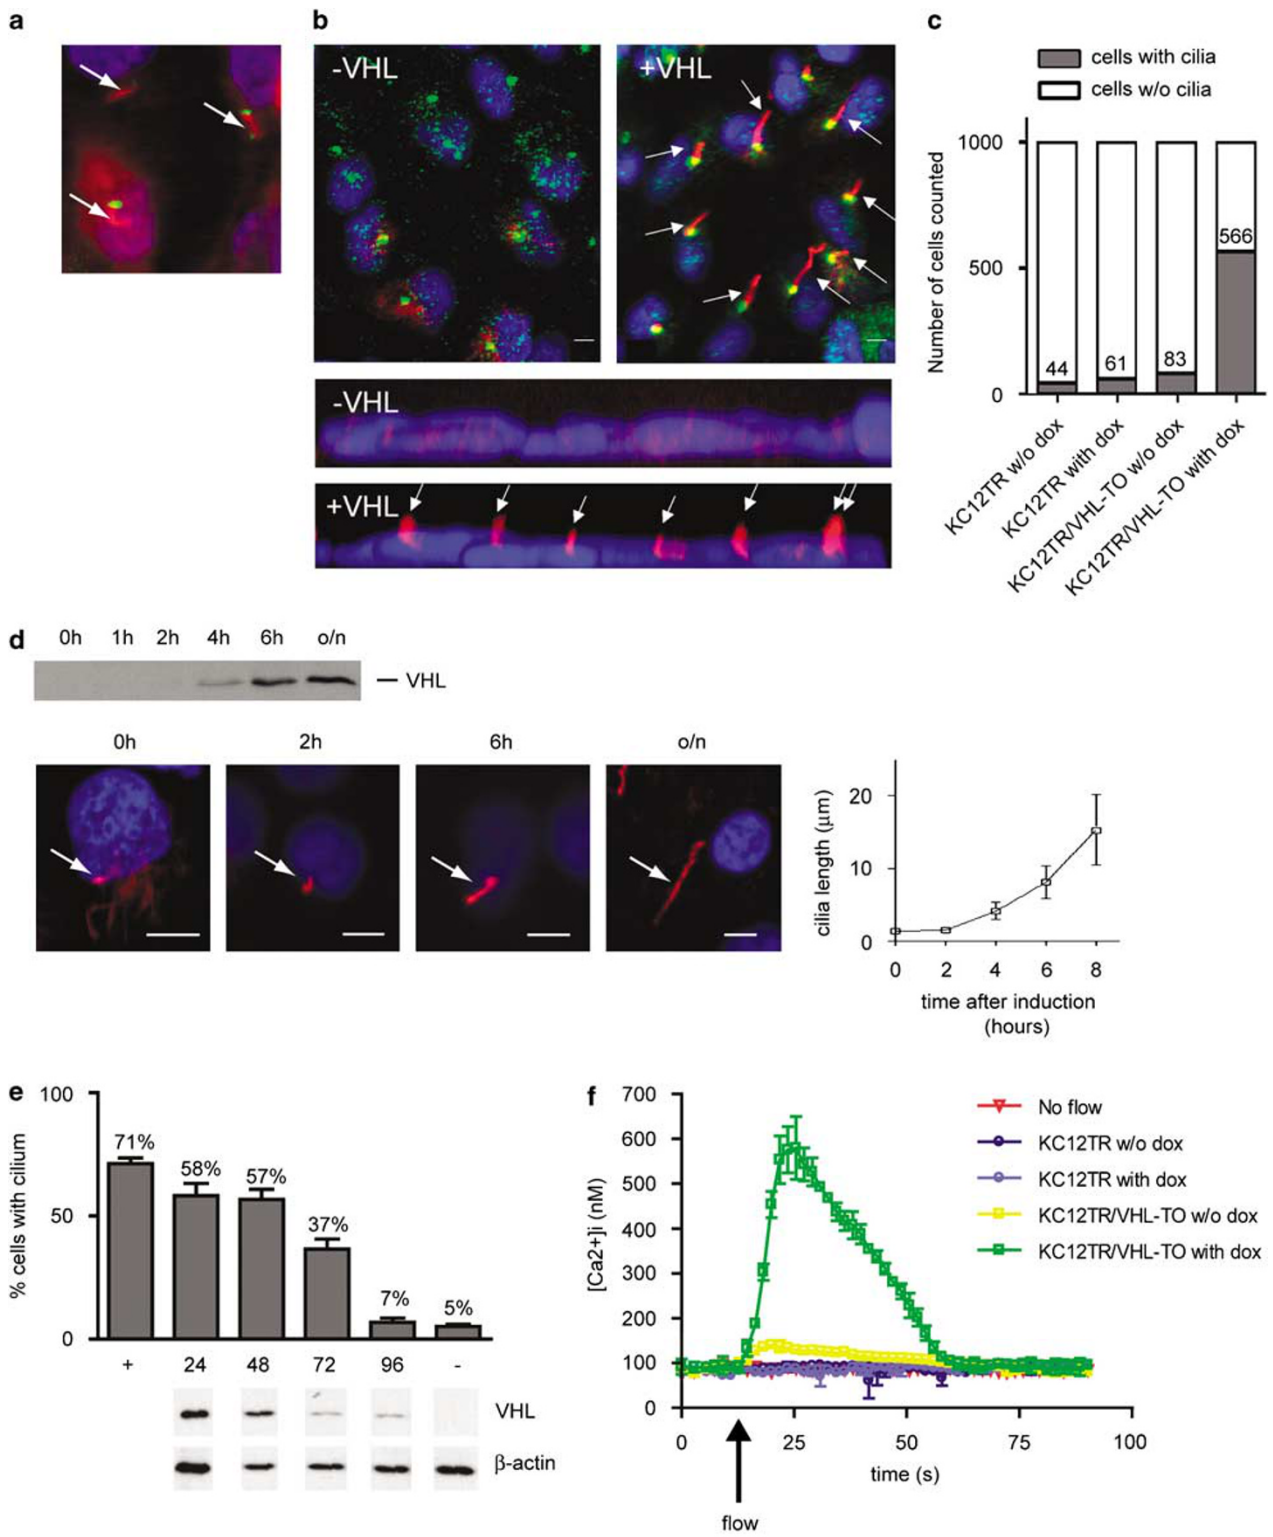 a
b
-VHL
+VHL
-VHL
+VHL
c
cells with cilia
cells w/o cilia
Number of cells counted
1000
500
0
44
61
83
566
KC12TR w/o dox
KC12TR with dox
KC12TR/VHL-TO w/o dox
KC12TR/VHL-TO with dox
d
0h 1h 2h 4h 6h o/n
VHL
0h 2h 6h o/n
cilia length (μm)
20
10
0
0 2 4 6 8
time after induction
(hours)
e
% cells with cilium
100
50
0
71%
58%
57%
37%
7%
5%
+ 24 48 72 96 -
VHL
β-actin
f
[Ca2+]i (nM)
700
600
500
400
300
200
100
0
0 25 50 75 100
time (s)
flow
No flow
KC12TR w/o dox
KC12TR with dox
KC12TR/VHL-TO w/o dox
KC12TR/VHL-TO with dox